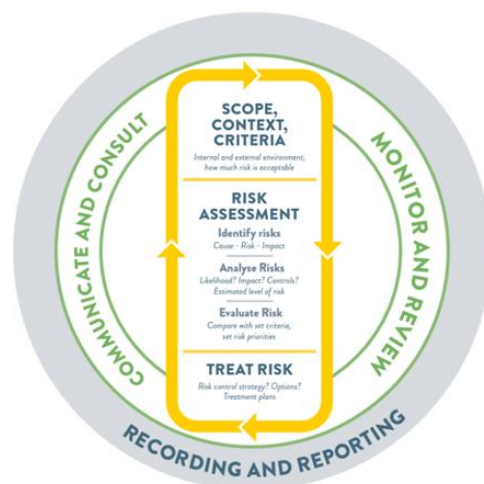 SCOPE,
CONTEXT,
CRITERIA
Internal and external environment,
how much risk is acceptable
RISK
ASSESSMENT
Identify risks
Cause - Risk - Impact
Analyse Risks
Likelihood? Impact? Controls?
Estimated level of risk
Evaluate Risk
Compare with set criteria,
set risk priorities
TREAT RISK
Risk control strategy? Options?
Treatment plans
COMMUNICATE AND CONSULT
MONITOR AND REVIEW
RECORDING AND REPORTING